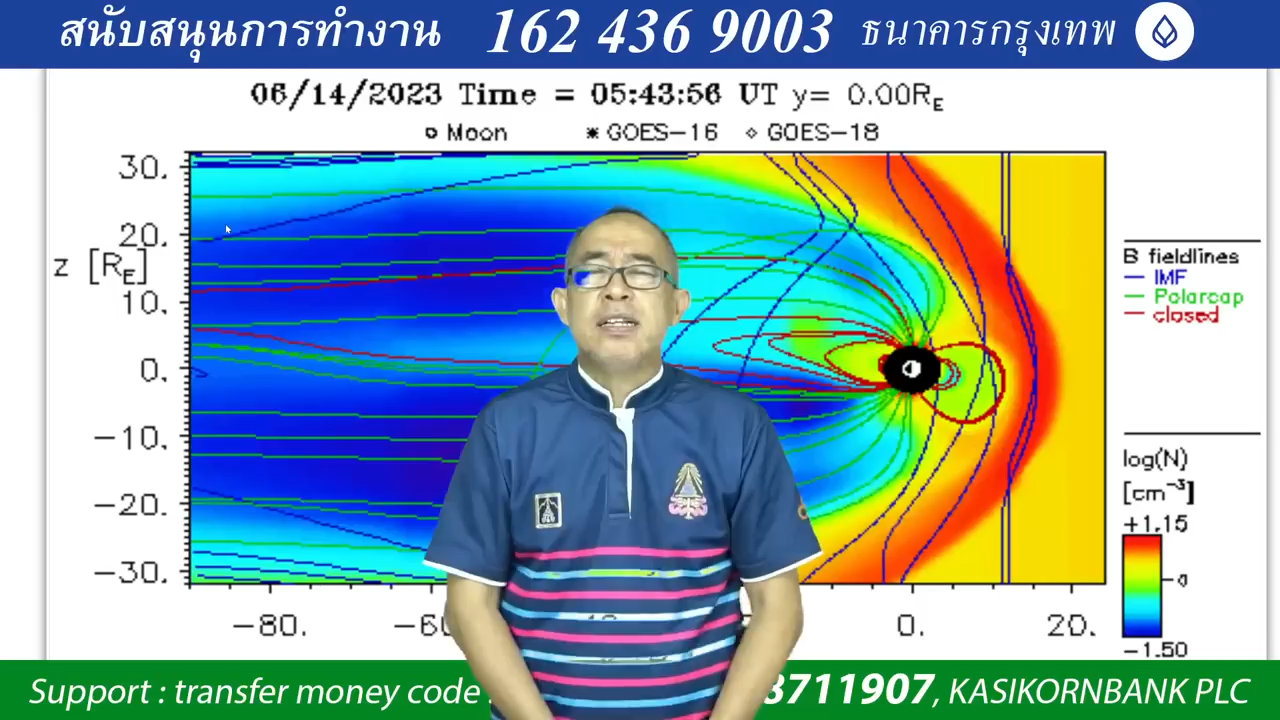 สนับสนุนการทำงาน 162 436 9003 ธนาคารกรุงเทพ
06/14/2023 Time = 05:43:56 UT y= 0.00RE
Moon GOES-16 GOES-18
30.
20.
z [RE]
10.
0.
-10.
-20.
-30.
-80. 0. 20.
B fieldlines
IMF
Polarcap
closed
log(N)
[cm-3]
+1.15
-1.50
Support : transfer money code 3711907, KASIKORNBANK PLC